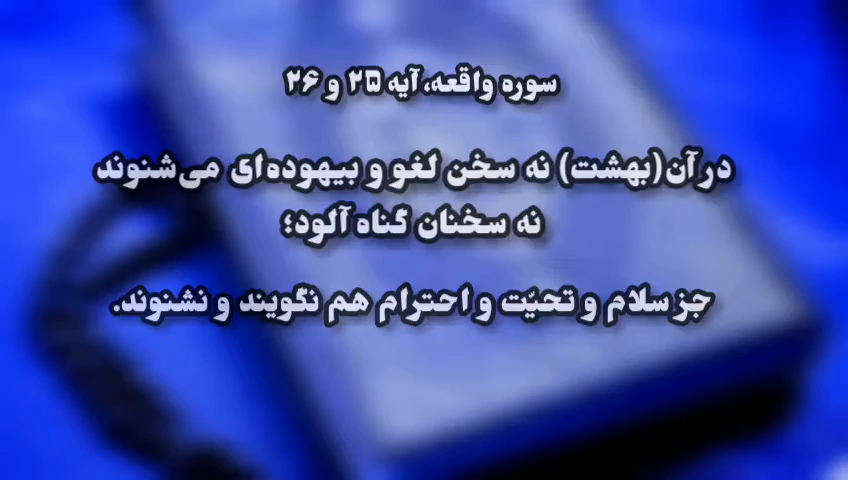 سوره واقعه، آیه ۲۵ و ۲۶
در آن (بهشت) نه سخن لغو و بیهوده‌ای می‌شنوند
نه سخنان گناه آلود؛
جز سلام و تحیّت و احترام هم نگویند و نشنوند.